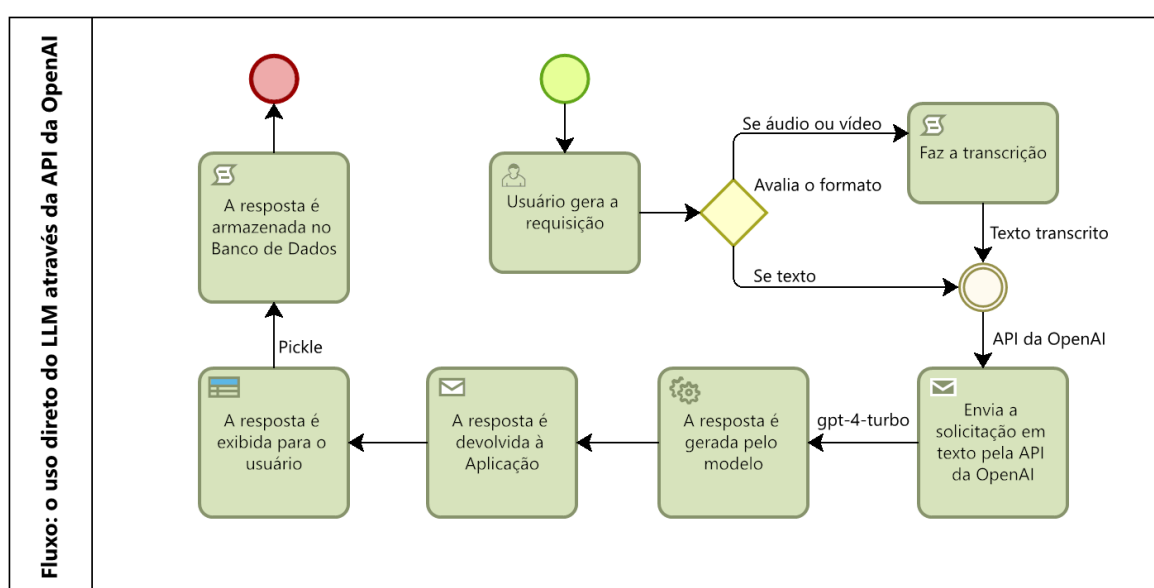 Fluxo: o uso direto do LLM através da API da OpenAI
Usuário gera a
requisição
Avalia o formato
Se áudio ou vídeo
Faz a transcrição
Texto transcrito
Se texto
API da OpenAI
Envia a
solicitação em
texto pela API
da OpenAI
gpt-4-turbo
A resposta é
gerada pelo
modelo
A resposta é
devolvida à
Aplicação
A resposta é
exibida para o
usuário
Pickle
A resposta é
armazenada no
Banco de Dados